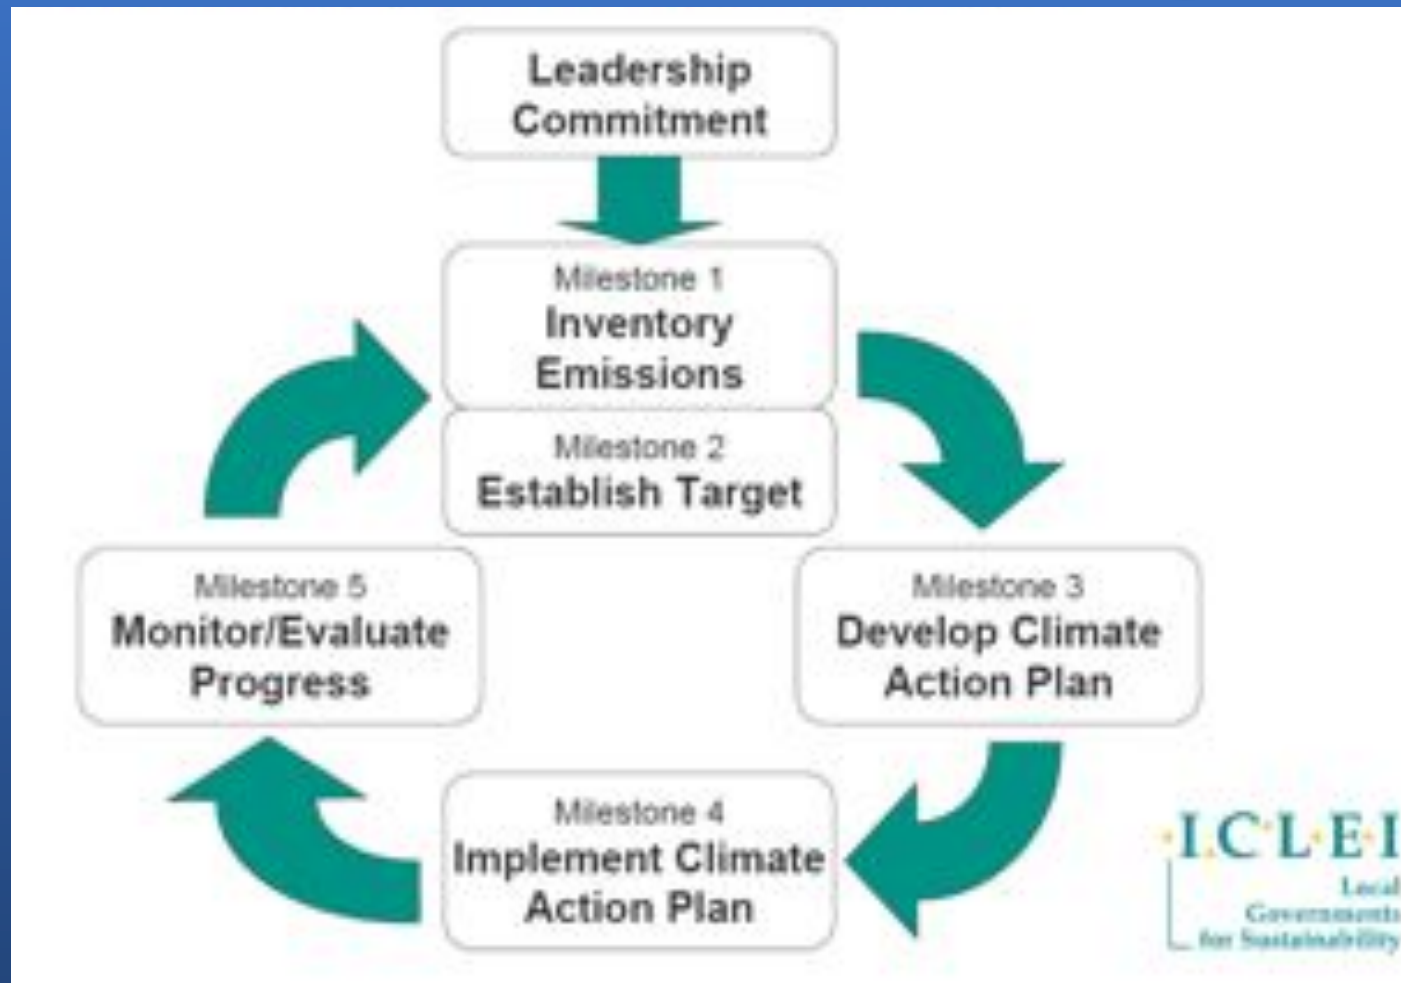 Leadership
Commitment
Milestone 1
Inventory
Emissions
Milestone 2
Establish Target
Milestone 3
Develop Climate
Action Plan
Milestone 4
Implement Climate
Action Plan
Milestone 5
Monitor/Evaluate
Progress
I·C·L·E·I
Local
Governments
for Sustainability